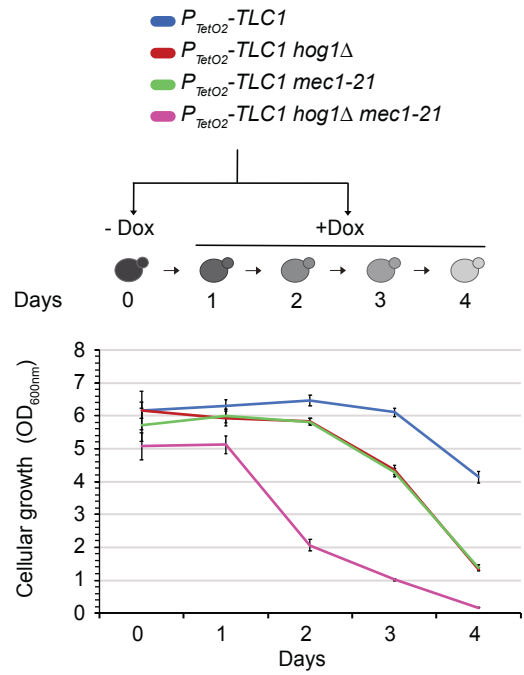 P_TetO2-TLC1
P_TetO2-TLC1 hog1Δ
P_TetO2-TLC1 mec1-21
P_TetO2-TLC1 hog1Δ mec1-21
- Dox +Dox
Days 0 1 2 3 4
Cellular growth (OD_600nm)
8
7
6
5
4
3
2
1
0
0 1 2 3 4
Days